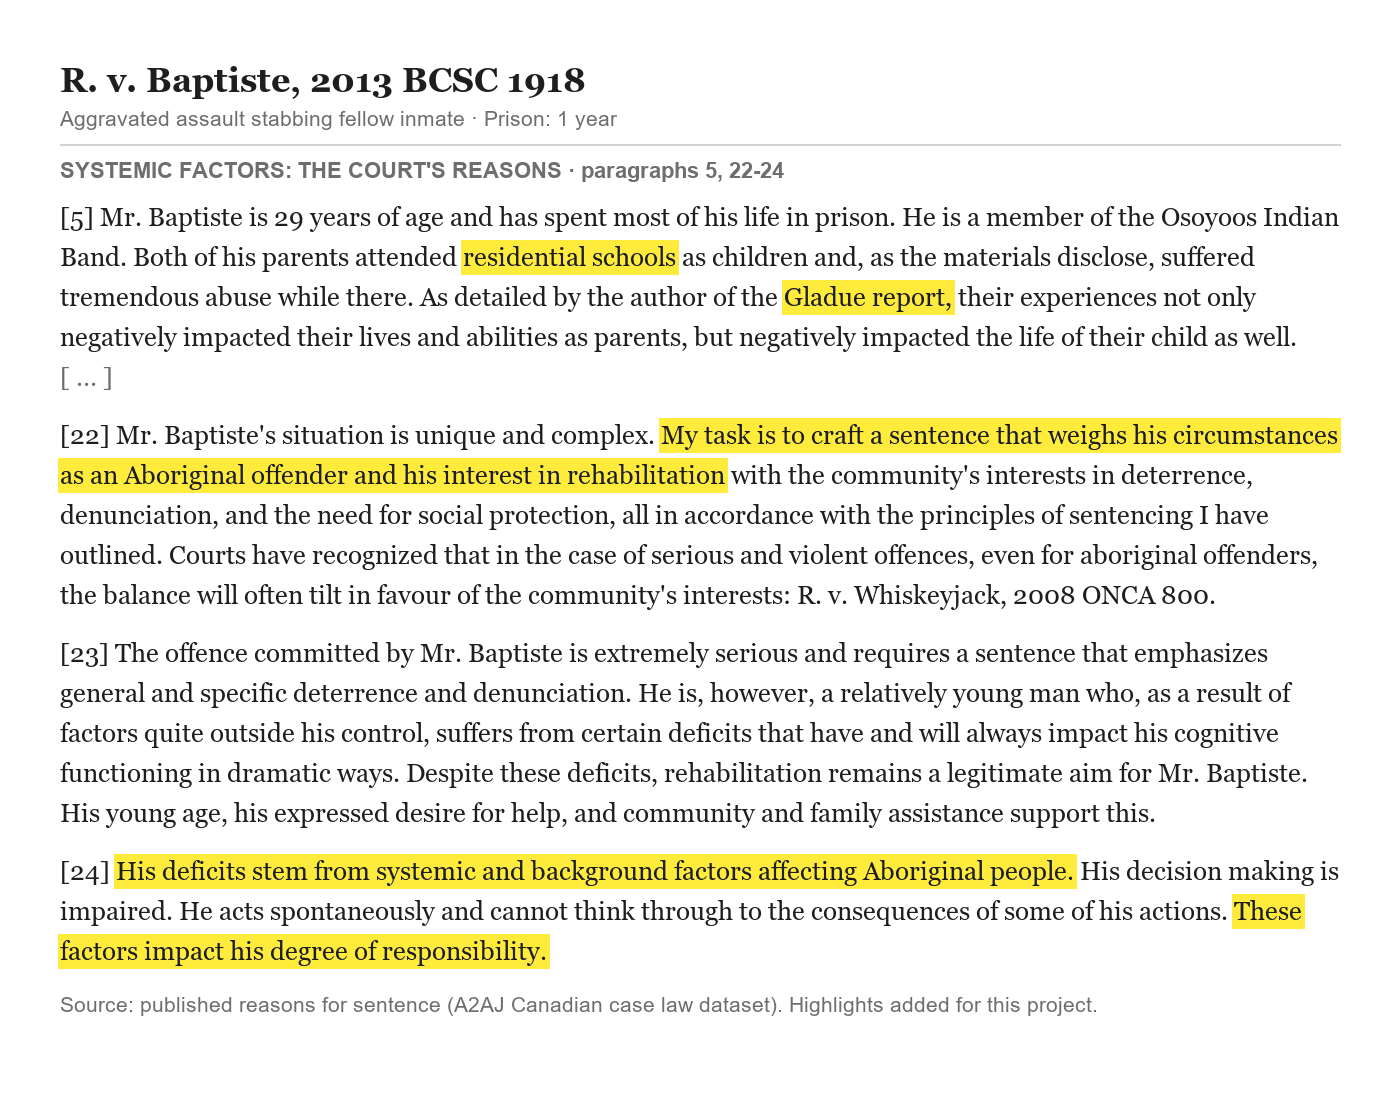 R. v. Baptiste, 2013 BCSC 1918
Aggravated assault stabbing fellow inmate · Prison: 1 year
SYSTEMIC FACTORS: THE COURT'S REASONS · paragraphs 5, 22-24
[5] Mr. Baptiste is 29 years of age and has spent most of his life in prison. He is a member of the Osoyoos Indian
Band. Both of his parents attended residential schools as children and, as the materials disclose, suffered
tremendous abuse while there. As detailed by the author of the Gladue report, their experiences not only
negatively impacted their lives and abilities as parents, but negatively impacted the life of their child as well.
[ ... ]
[22] Mr. Baptiste's situation is unique and complex. My task is to craft a sentence that weighs his circumstances
as an Aboriginal offender and his interest in rehabilitation with the community's interests in deterrence,
denunciation, and the need for social protection, all in accordance with the principles of sentencing I have
outlined. Courts have recognized that in the case of serious and violent offences, even for aboriginal offenders,
the balance will often tilt in favour of the community's interests: R. v. Whiskeyjack, 2008 ONCA 800.
[23] The offence committed by Mr. Baptiste is extremely serious and requires a sentence that emphasizes
general and specific deterrence and denunciation. He is, however, a relatively young man who, as a result of
factors quite outside his control, suffers from certain deficits that have and will always impact his cognitive
functioning in dramatic ways. Despite these deficits, rehabilitation remains a legitimate aim for Mr. Baptiste.
His young age, his expressed desire for help, and community and family assistance support this.
[24] His deficits stem from systemic and background factors affecting Aboriginal people. His decision making is
impaired. He acts spontaneously and cannot think through to the consequences of some of his actions. These
factors impact his degree of responsibility.
Source: published reasons for sentence (A2AJ Canadian case law dataset). Highlights added for this project.